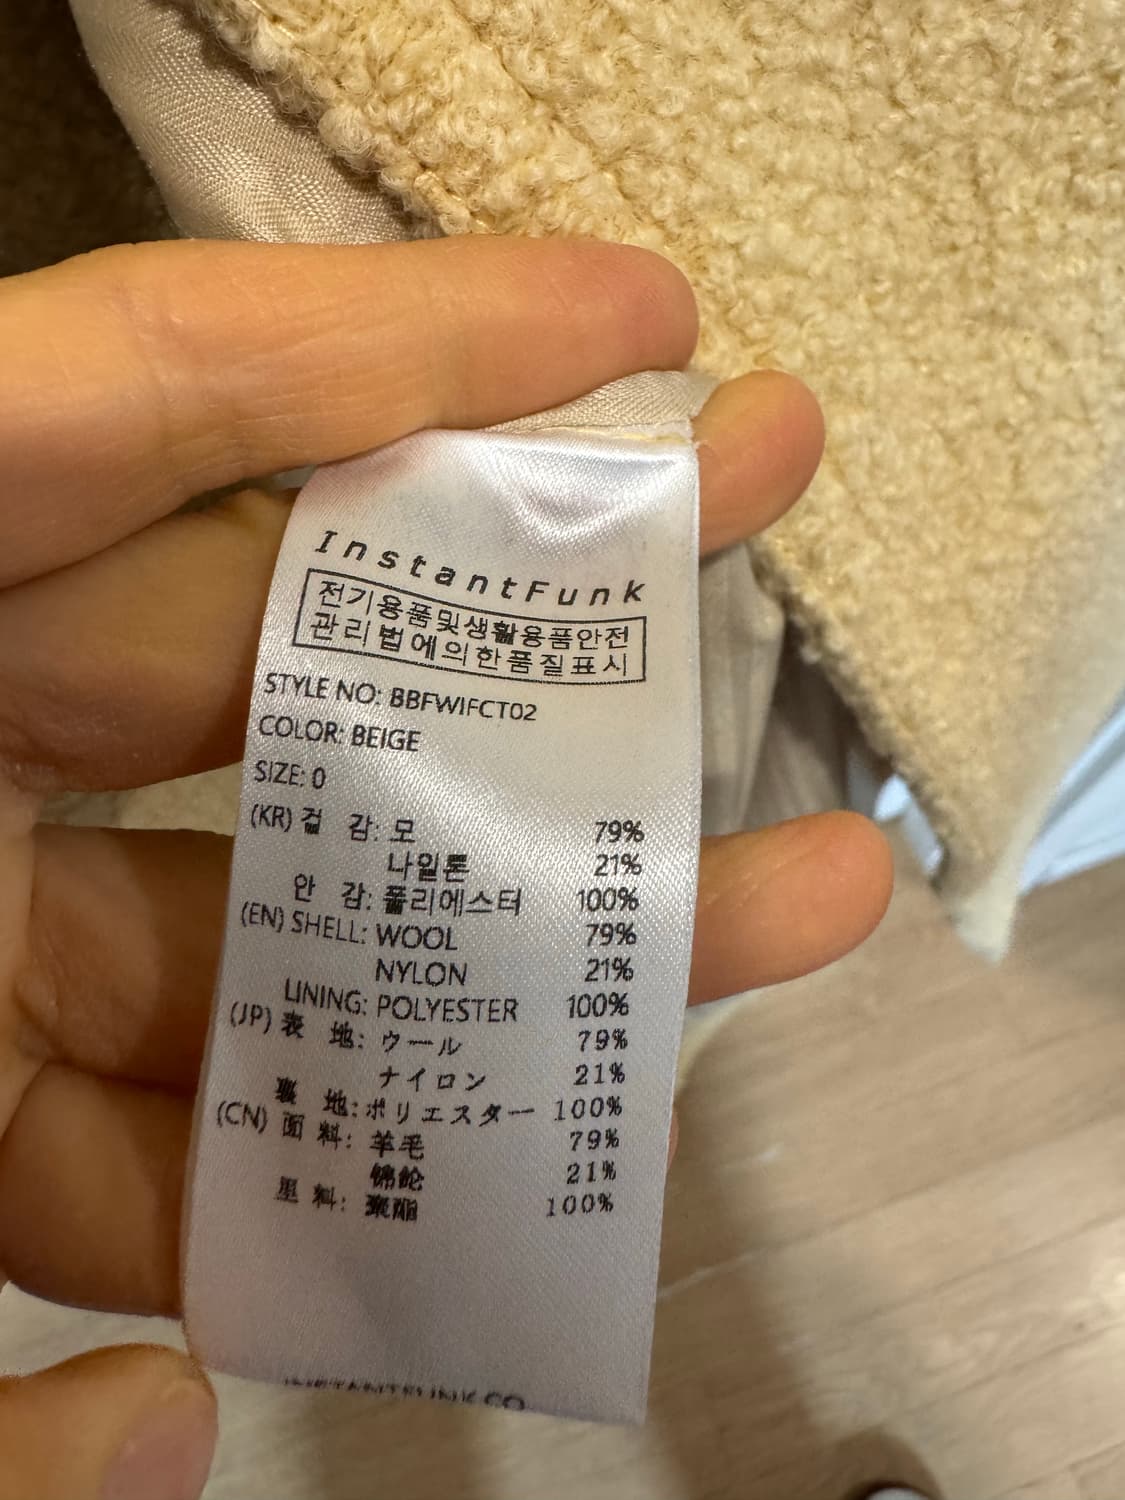 InstantFunk
전기용품및생활용품안전
관리법에의한품질표시
STYLE NO: BBFWIFCT02
COLOR: BEIGE
SIZE: 0
(KR) 겉 감: 모 79%
나일론 21%
안 감: 폴리에스터 100%
(EN) SHELL: WOOL 79%
NYLON 21%
LINING: POLYESTER 100%
(JP) 表 地: ウール 79%
ナイロン 21%
裏 地: ポリエスター 100%
(CN) 面 料: 羊毛 79%
锦纶 21%
里 料: 聚酯 100%
INSTANTFUNK CO